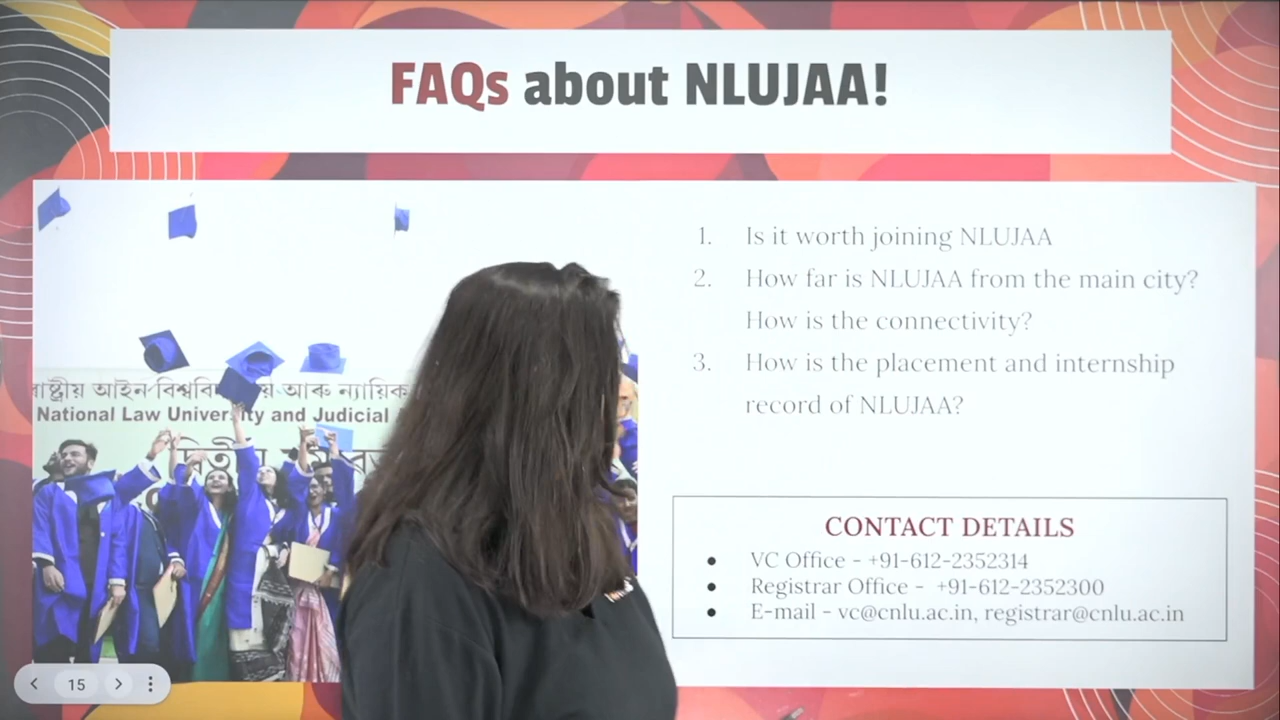 FAQs about NLUJAA!
আইন
আৰু ন্যায়িক
National Law and Judicial
1. Is it worth joining NLUJAA
2. How far is NLUJAA from the main city?
How is the connectivity?
3. How is the placement and internship
record of NLUJAA?
CONTACT DETAILS
VC Office - +91-612-2352314
Registrar Office - +91-612-2352300
E-mail - vc@cnlu.ac.in, registrar@cnlu.ac.in
15